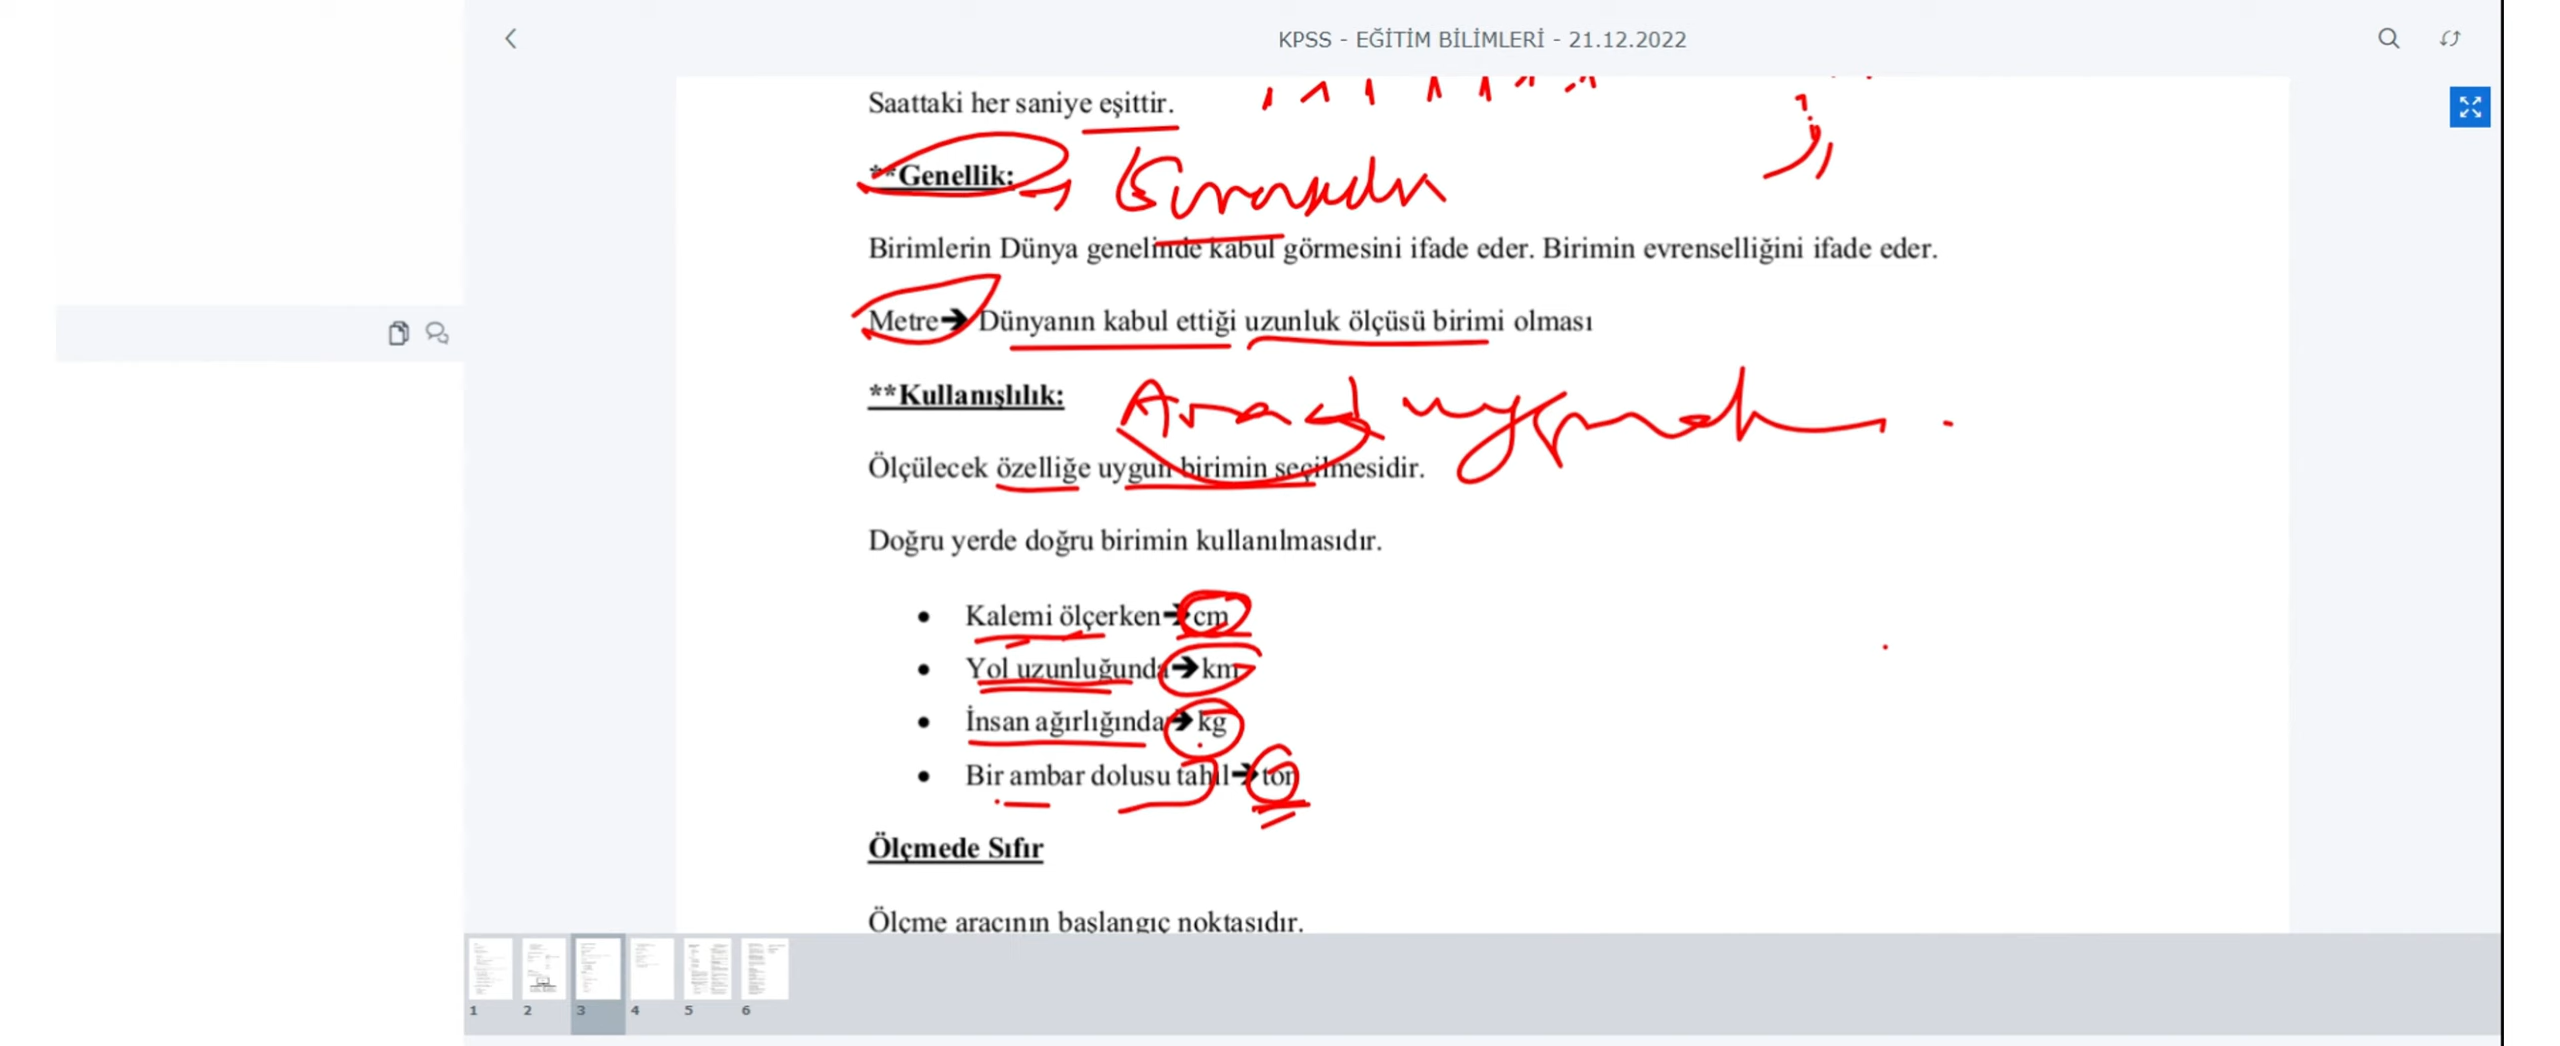 KPSS - EĞİTİM BİLİMLERİ - 21.12.2022
Saattaki her saniye eşittir.
**Genellik:
Birimlerin Dünya genelinde kabul görmesini ifade eder. Birimin evrenselliğini ifade eder.
Metre➔ Dünyanın kabul ettiği uzunluk ölçüsü birimi olması
**Kullanışlılık:
Ölçülecek özelliğe uygun birimin seçilmesidir.
Doğru yerde doğru birimin kullanılmasıdır.
• Kalemi ölçerken➔cm
• Yol uzunluğunda➔km
• İnsan ağırlığında➔kg
• Bir ambar dolusu tahıl➔ton
Ölçmede Sıfır
Ölçme aracının başlangıç noktasıdır.
1 2 3 4 5 6